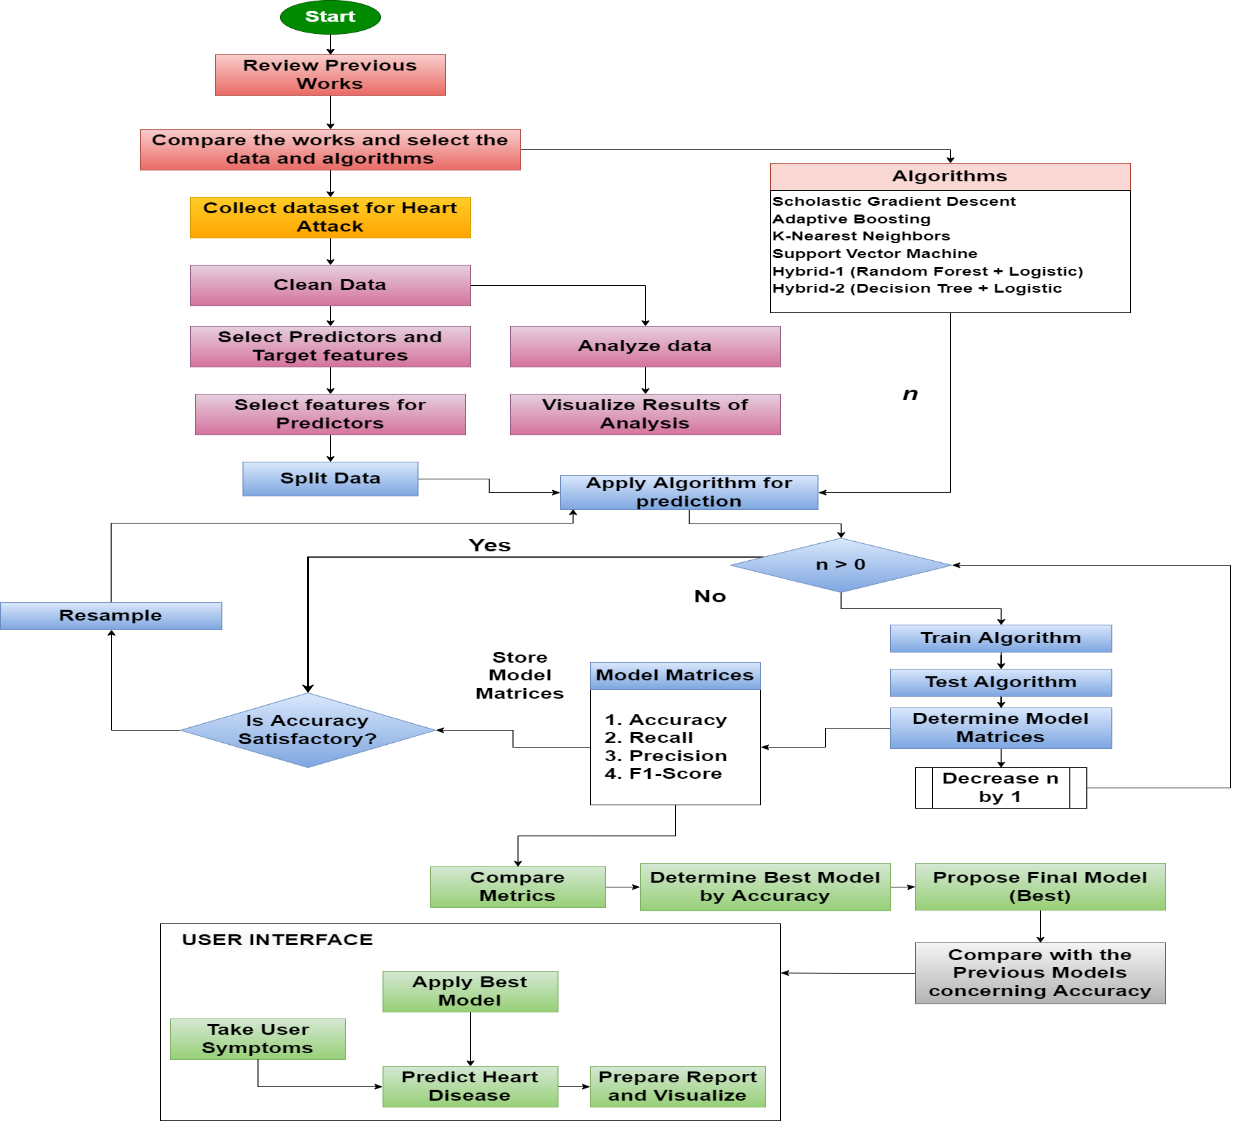 Start
Review Previous
Works
Compare the works and select the
data and algorithms
Algorithms
Scholastic Gradient Descent
Adaptive Boosting
K-Nearest Neighbors
Support Vector Machine
Hybrid-1 (Random Forest + Logistic)
Hybrid-2 (Decision Tree + Logistic
Collect dataset for Heart
Attack
Clean Data
Select Predictors and
Target features
Analyze data
n
Select features for
Predictors
Visualize Results of
Analysis
Split Data
Apply Algorithm for
prediction
Yes
n > 0
No
Resample
Train Algorithm
Test Algorithm
Determine Model
Matrices
Decrease n
by 1
Store
Model
Matrices
Model Matrices
1. Accuracy
2. Recall
3. Precision
4. F1-Score
Is Accuracy
Satisfactory?
Compare
Metrics
Determine Best Model
by Accuracy
Propose Final Model
(Best)
Compare with the
Previous Models
concerning Accuracy
USER INTERFACE
Apply Best
Model
Take User
Symptoms
Predict Heart
Disease
Prepare Report
and Visualize